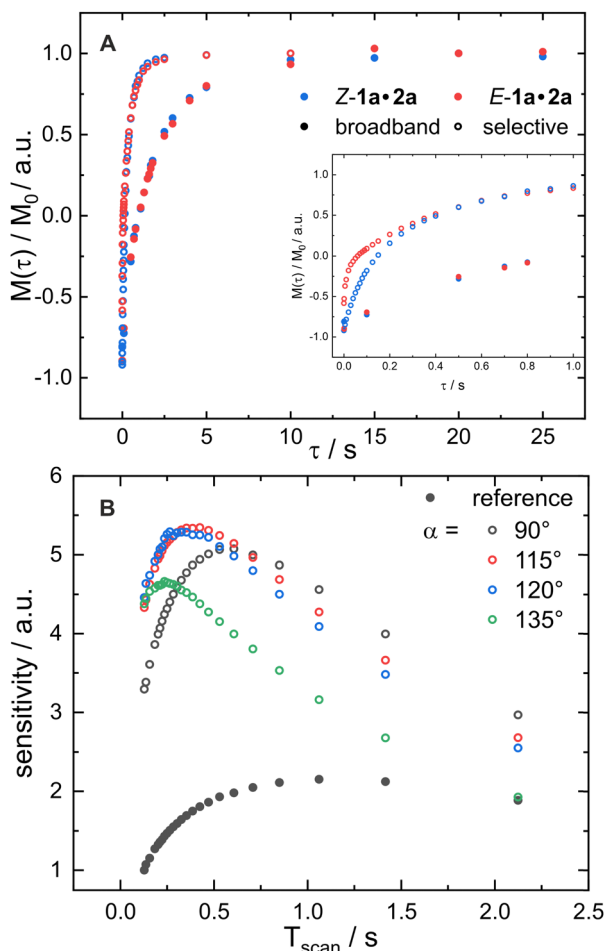 A
M(τ) / M₀/ a.u.
1.0
0.5
0.0
-0.5
-1.0
Z-1a•2a E-1a•2a
broadband selective
M(τ) / M₀/ a.u.
1.0
0.5
0.0
-0.5
-1.0
0.0 0.2 0.4 0.6 0.8 1.0
τ / s
0 5 10 15 20 25
τ / s
B
sensitivity / a.u.
6
5
4
3
2
1
reference
α = 90°
115°
120°
135°
0.0 0.5 1.0 1.5 2.0 2.5
T_scan / s